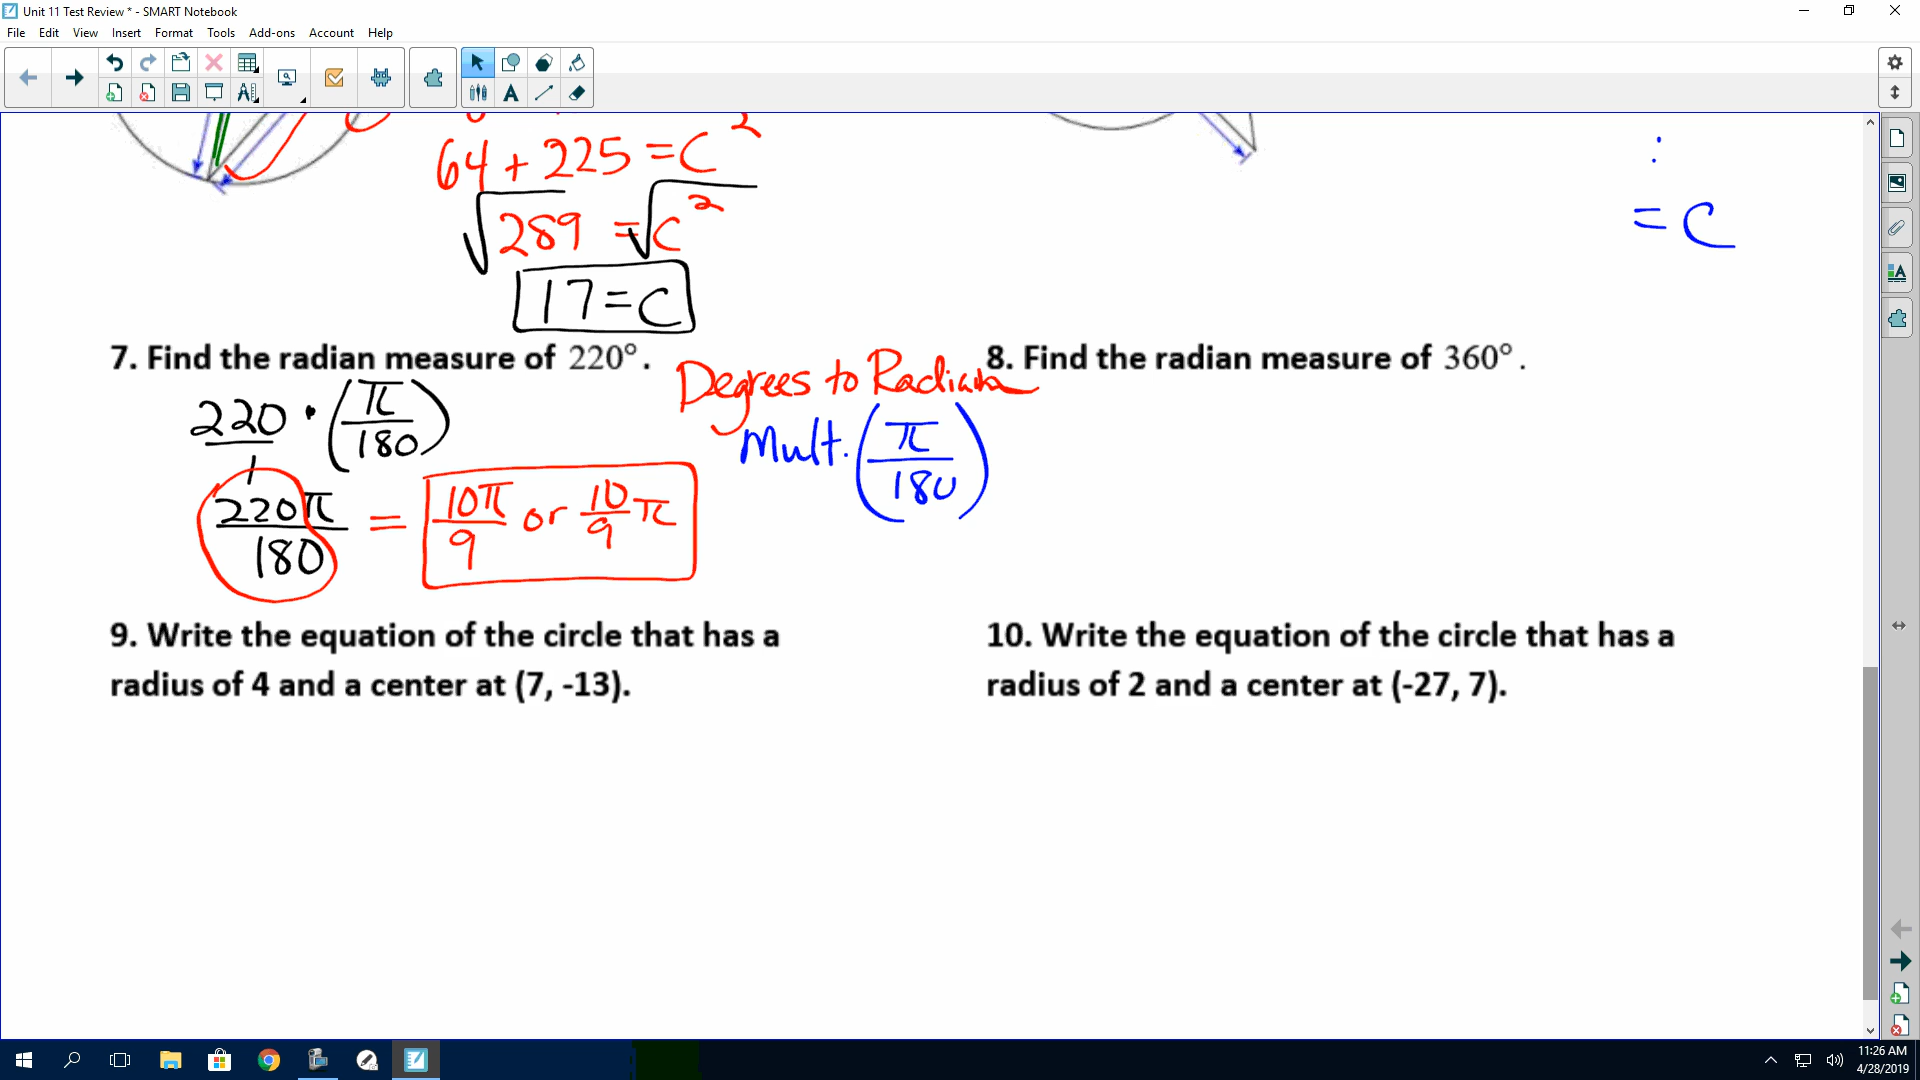 Unit 11 Test Review * - SMART Notebook
File Edit View Insert Format Tools Add-ons Account Help
64 + 225 = C²
√289 = √C²
17 = C
= C
7. Find the radian measure of 220°.
220/1 · (π/180)
220π/180 = 10π/9 or 10/9 π
Degrees to Radians
Mult. (π/180)
8. Find the radian measure of 360°.
9. Write the equation of the circle that has a
radius of 4 and a center at (7, -13).
10. Write the equation of the circle that has a
radius of 2 and a center at (-27, 7).
11:26 AM
4/28/2019